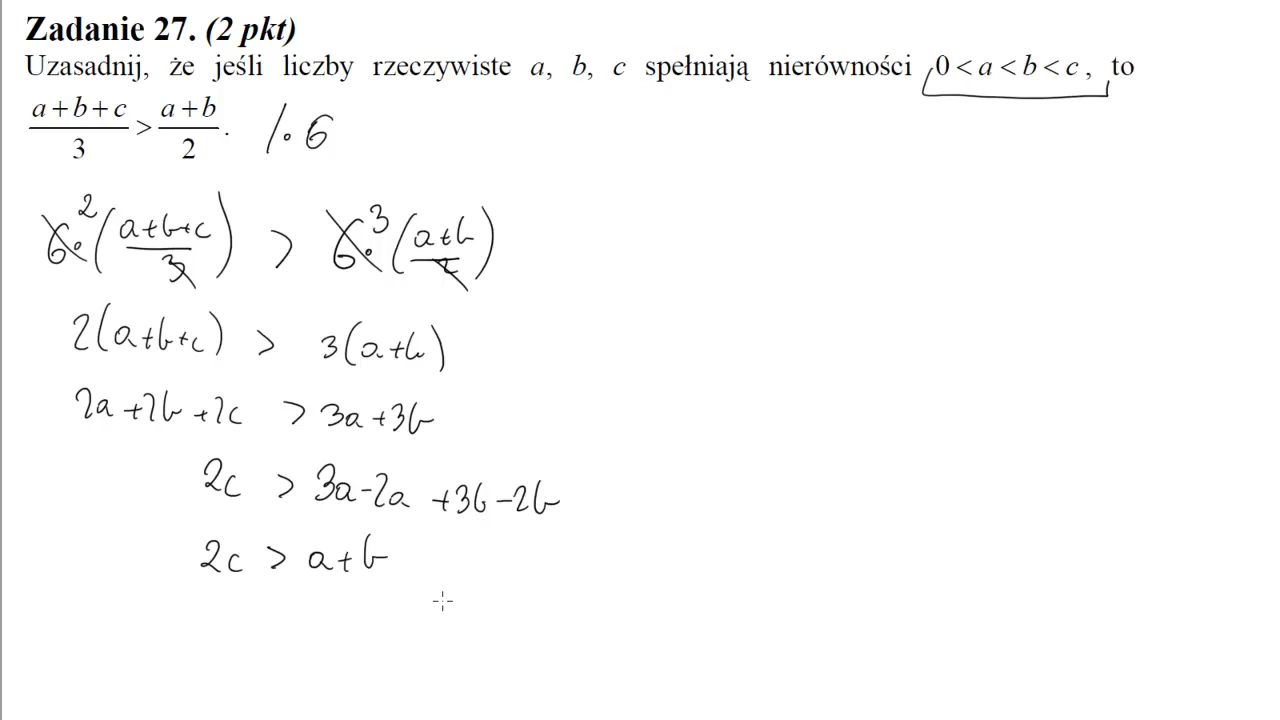 Zadanie 27. (2 pkt)
Uzasadnij, że jeśli liczby rzeczywiste a, b, c spełniają nierówności 0 < a < b < c, to
a+b+c/3 > a+b/2. /·6
6·² (a+b+c/3) > 6·³ (a+b/2)
2(a+b+c) > 3(a+b)
2a+2b+2c > 3a+3b
2c > 3a-2a +3b-2b
2c > a+b